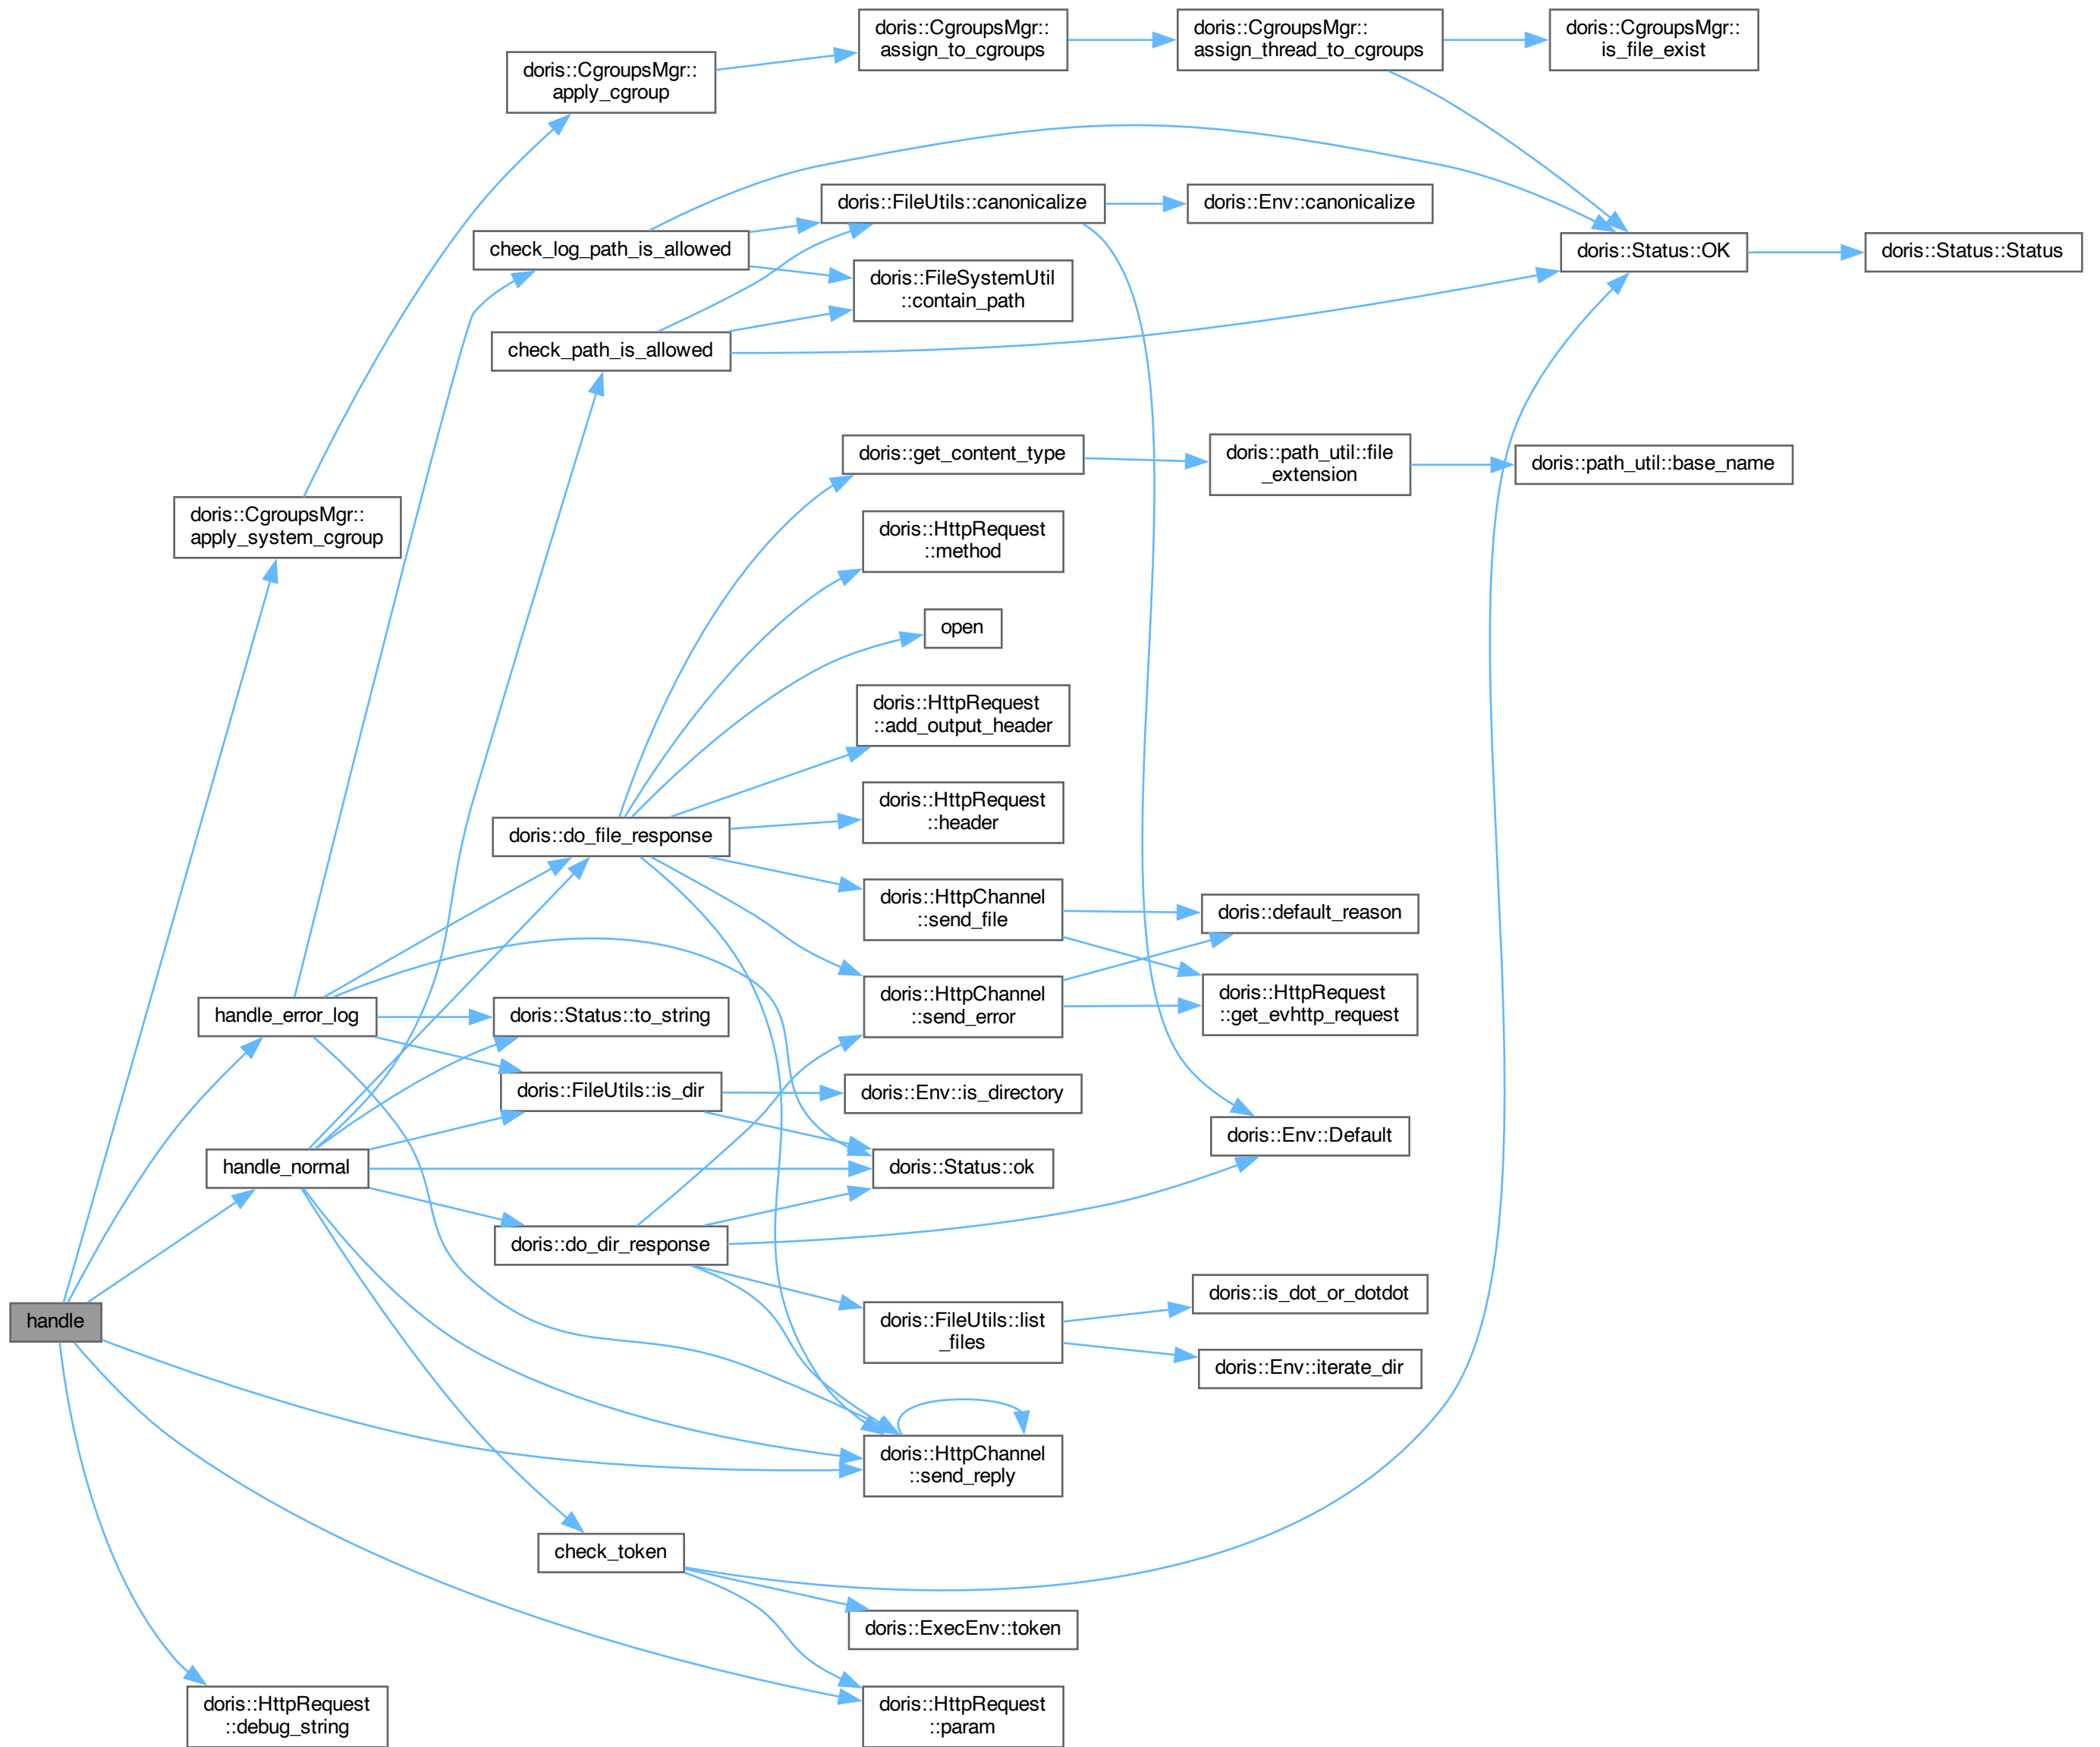 doris::CgroupsMgr::
assign_to_cgroups
doris::CgroupsMgr::
assign_thread_to_cgroups
doris::CgroupsMgr::
is_file_exist
doris::CgroupsMgr::
apply_cgroup
doris::FileUtils::canonicalize
doris::Env::canonicalize
check_log_path_is_allowed
doris::Status::OK
doris::Status::Status
doris::FileSystemUtil
::contain_path
check_path_is_allowed
doris::get_content_type
doris::path_util::file
_extension
doris::path_util::base_name
doris::CgroupsMgr::
apply_system_cgroup
doris::HttpRequest
::method
open
doris::HttpRequest
::add_output_header
doris::do_file_response
doris::HttpRequest
::header
doris::HttpChannel
::send_file
doris::default_reason
handle_error_log
doris::Status::to_string
doris::HttpChannel
::send_error
doris::HttpRequest
::get_evhttp_request
doris::FileUtils::is_dir
doris::Env::is_directory
doris::Env::Default
handle_normal
doris::Status::ok
doris::do_dir_response
handle
doris::FileUtils::list
_files
doris::is_dot_or_dotdot
doris::Env::iterate_dir
doris::HttpChannel
::send_reply
check_token
doris::ExecEnv::token
doris::HttpRequest
::debug_string
doris::HttpRequest
::param